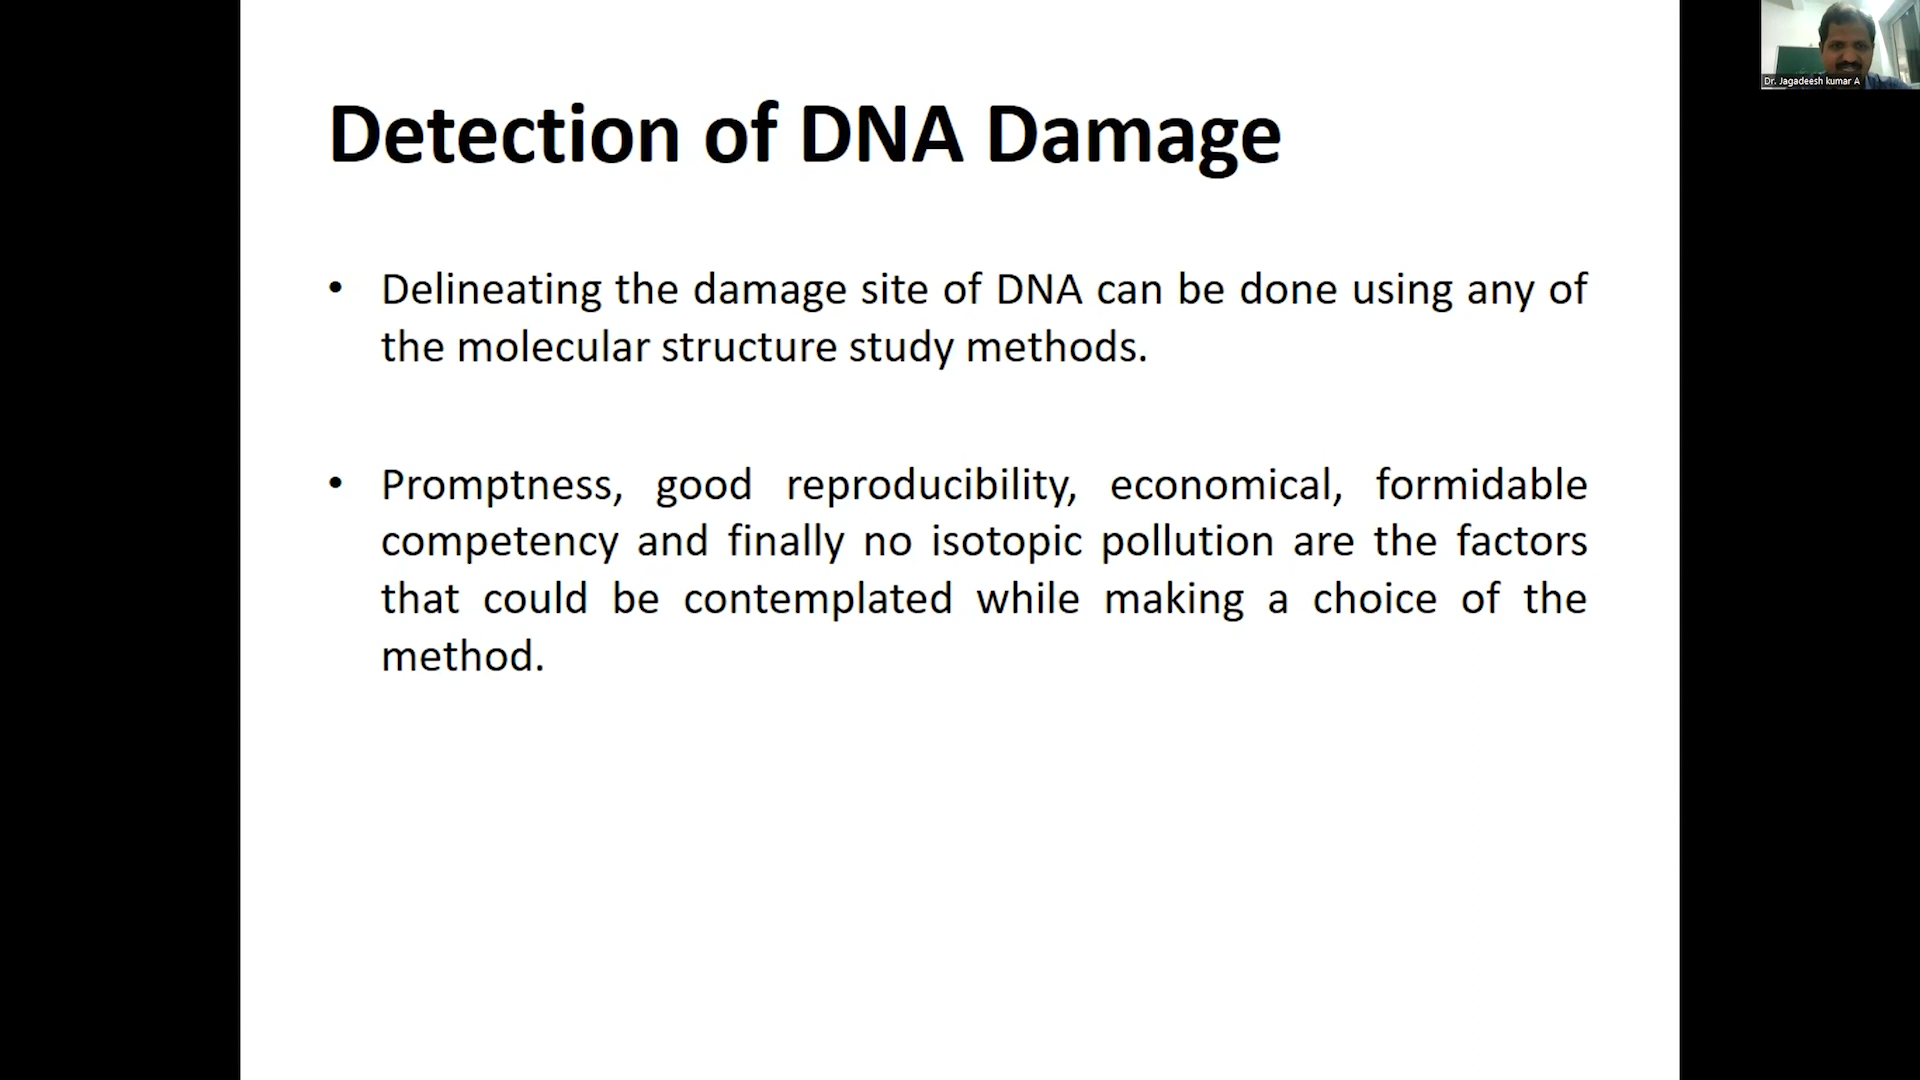 Detection of DNA Damage
• Delineating the damage site of DNA can be done using any of
the molecular structure study methods.
• Promptness, good reproducibility, economical, formidable
competency and finally no isotopic pollution are the factors
that could be contemplated while making a choice of the
method.
Dr. Jagadeesh kumar A